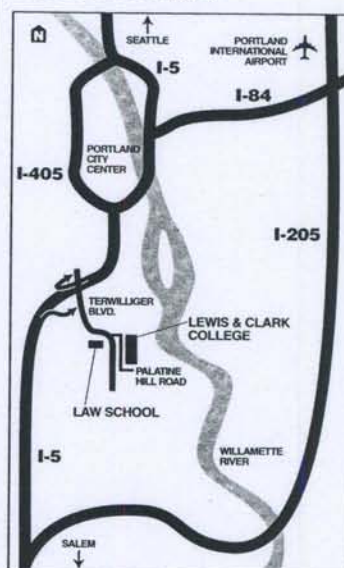 N
SEATTLE
PORTLAND
INTERNATIONAL
AIRPORT
I-5
I-84
PORTLAND
CITY
CENTER
I-405
I-205
TERWILLIGER
BLVD.
LEWIS & CLARK
COLLEGE
PALATINE
HILL ROAD
LAW SCHOOL
I-5
WILLAMETTE
RIVER
SALEM